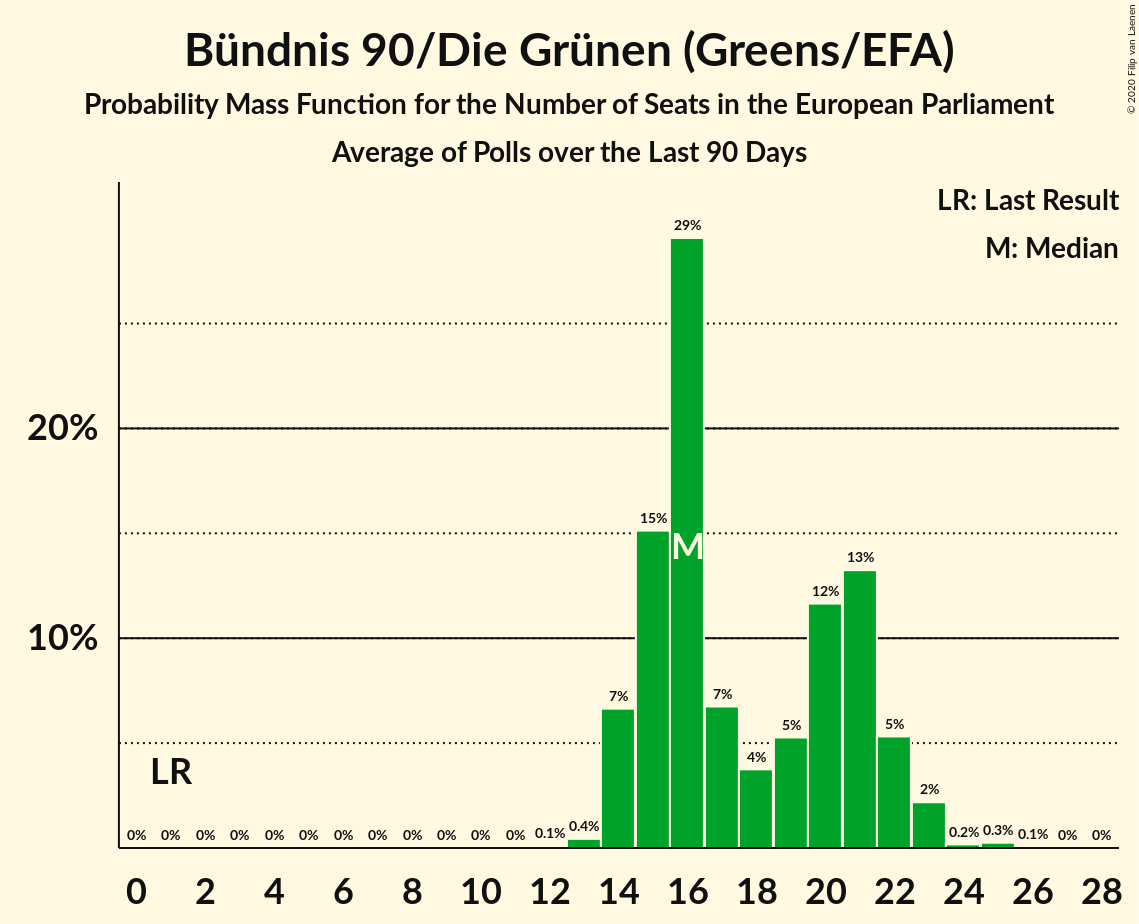 Bündnis 90/Die Grünen (Greens/EFA)
Probability Mass Function for the Number of Seats in the European Parliament
Average of Polls over the Last 90 Days
© 2020 Filip van Laenen
LR: Last Result
M: Median
29%
20%
15%
M
13%
12%
10%
7%
7%
5%
5%
4%
LR
2%
0% 0% 0% 0% 0% 0% 0% 0% 0% 0% 0% 0% 0.1% 0.4% 0.2% 0.3% 0.1% 0% 0%
0 2 4 6 8 10 12 14 16 18 20 22 24 26 28